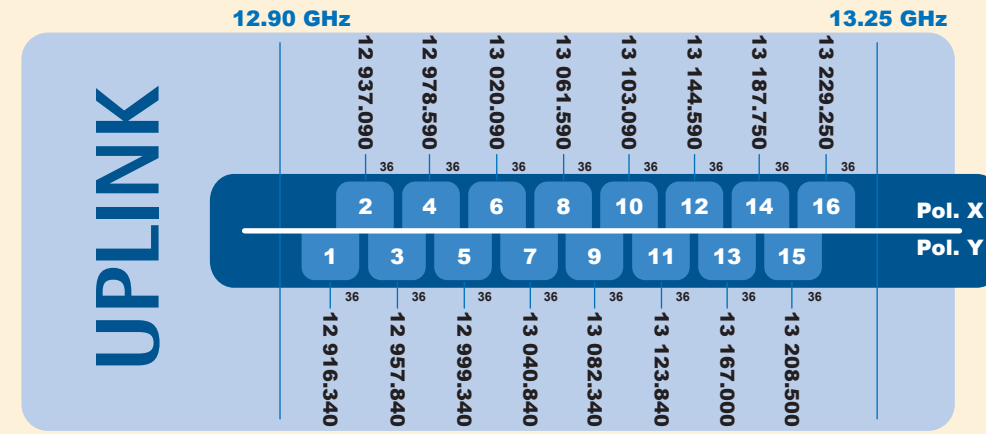 12.90 GHz 13.25 GHz
UPLINK
12 937.090 12 978.590 13 020.090 13 061.590 13 103.090 13 144.590 13 187.750 13 229.250
36 36 36 36 36 36 36 36
2 4 6 8 10 12 14 16 Pol. X
1 3 5 7 9 11 13 15 Pol. Y
36 36 36 36 36 36 36 36
12 916.340 12 957.840 12 999.340 13 040.840 13 082.340 13 123.840 13 167.000 13 208.500